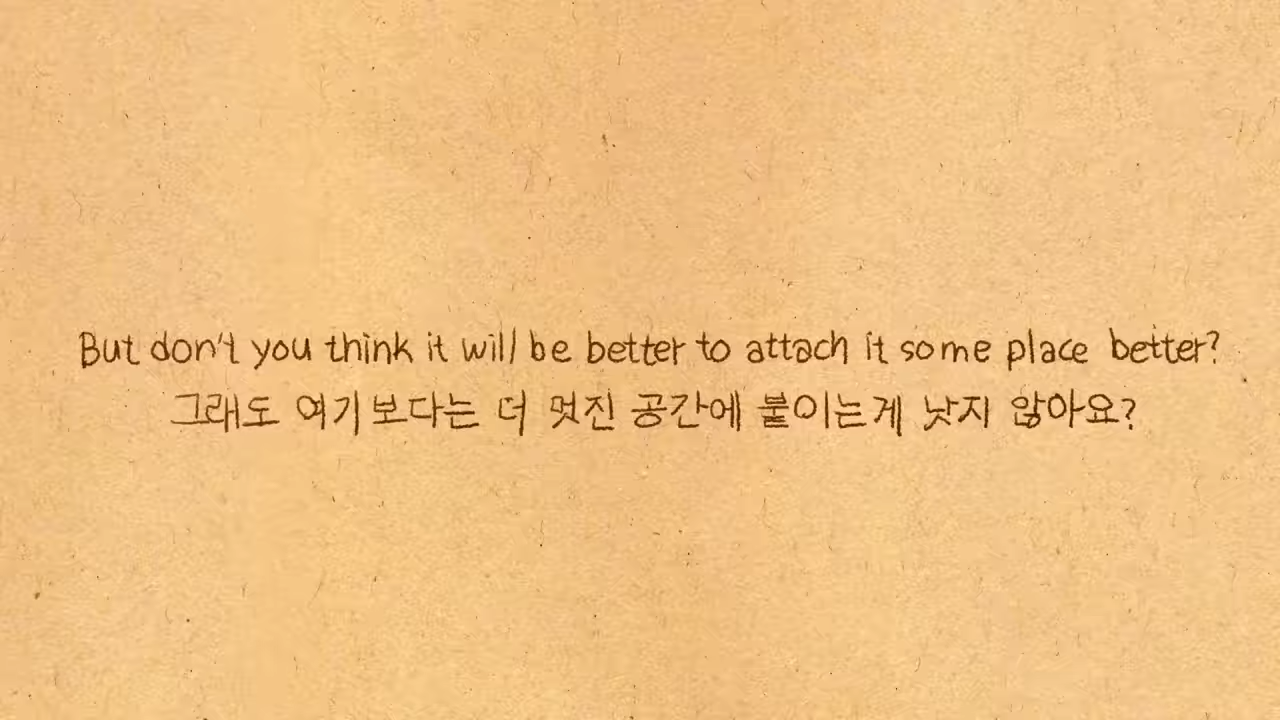 But don't you think it will be better to attach it some place better?
그래도 여기보다는 더 멋진 공간에 붙이는게 낫지 않아요?